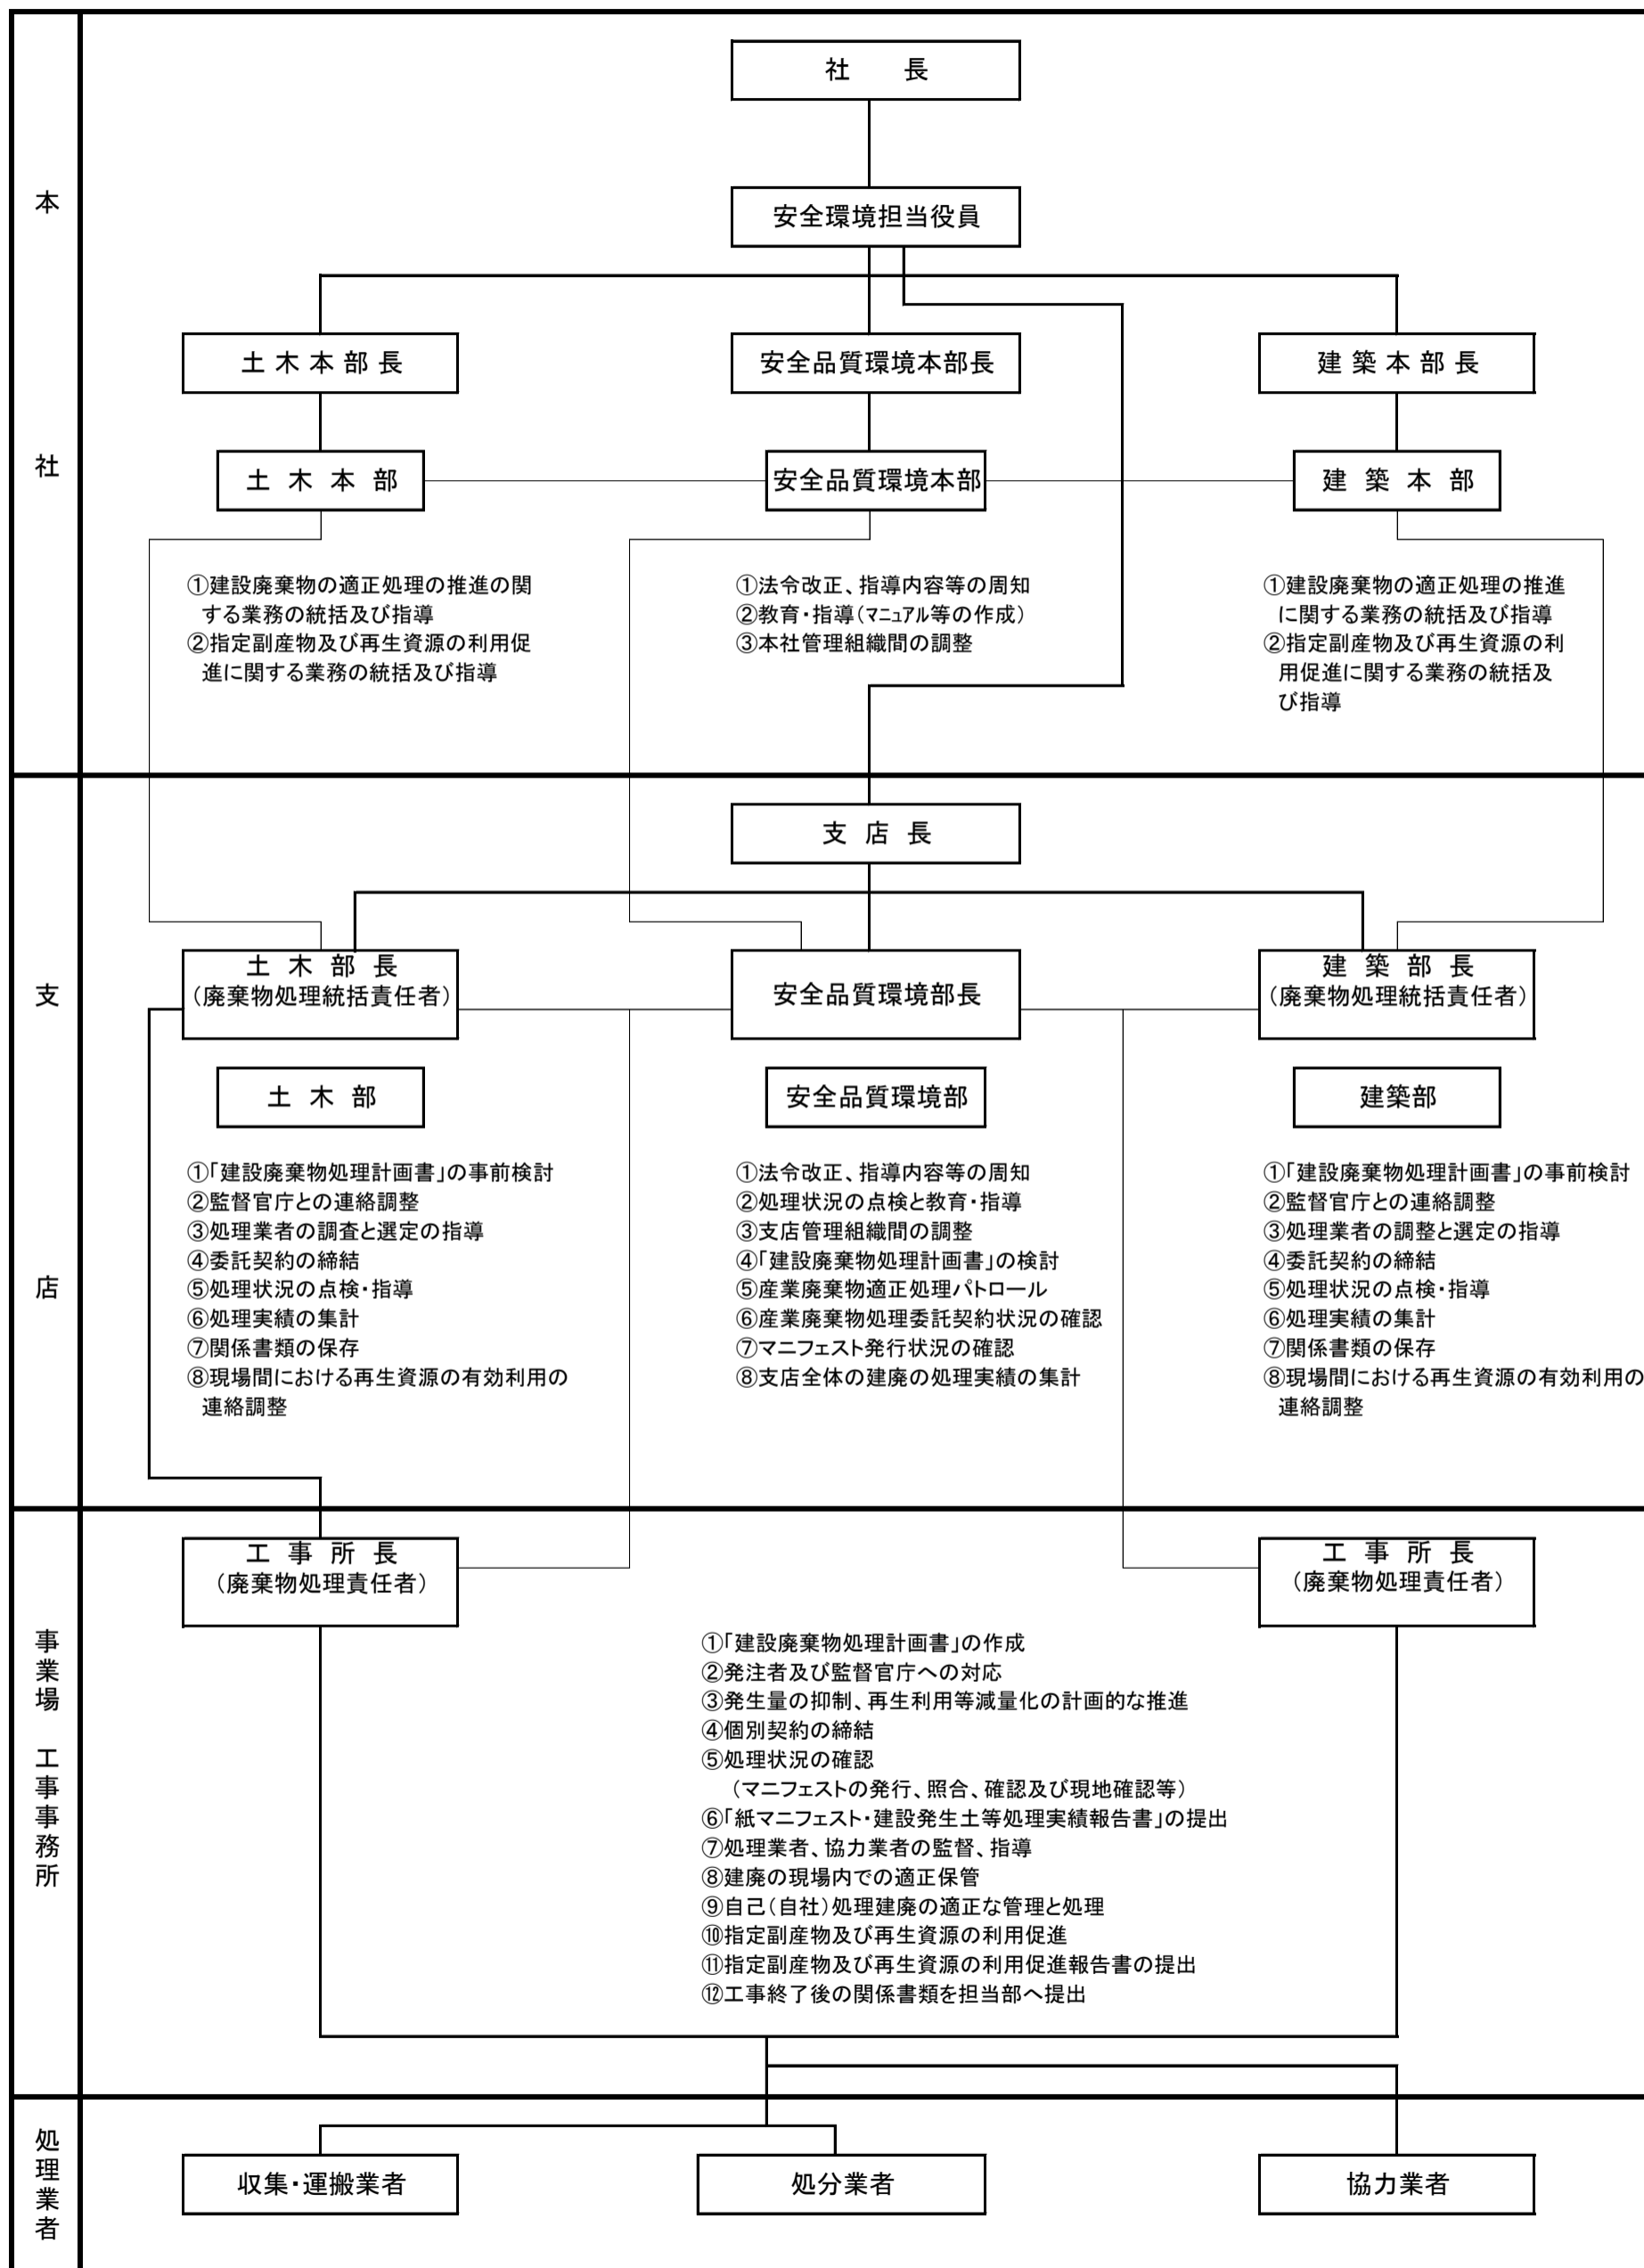 本社
社長
安全環境担当役員
土木本部長
安全品質環境本部長
建築本部長
土木本部
安全品質環境本部
建築本部
①建設廃棄物の適正処理の推進の関
する業務の統括及び指導
②指定副産物及び再生資源の利用促
進に関する業務の統括及び指導
①法令改正、指導内容等の周知
②教育・指導(マニュアル等の作成)
③本社管理組織間の調整
①建設廃棄物の適正処理の推進
に関する業務の統括及び指導
②指定副産物及び再生資源の利
用促進に関する業務の統括及
び指導
支店
支店長
土木部長
(廃棄物処理統括責任者)
安全品質環境部長
建築部長
(廃棄物処理統括責任者)
土木部
安全品質環境部
建築部
①「建設廃棄物処理計画書」の事前検討
②監督官庁との連絡調整
③処理業者の調査と選定の指導
④委託契約の締結
⑤処理状況の点検・指導
⑥処理実績の集計
⑦関係書類の保存
⑧現場間における再生資源の有効利用の
連絡調整
①法令改正、指導内容等の周知
②処理状況の点検と教育・指導
③支店管理組織間の調整
④「建設廃棄物処理計画書」の検討
⑤産業廃棄物適正処理パトロール
⑥産業廃棄物処理委託契約状況の確認
⑦マニフェスト発行状況の確認
⑧支店全体の建廃の処理実績の集計
①「建設廃棄物処理計画書」の事前検討
②監督官庁との連絡調整
③処理業者の調整と選定の指導
④委託契約の締結
⑤処理状況の点検・指導
⑥処理実績の集計
⑦関係書類の保存
⑧現場間における再生資源の有効利用の
連絡調整
事業場 工事事務所
工事所長
(廃棄物処理責任者)
工事所長
(廃棄物処理責任者)
①「建設廃棄物処理計画書」の作成
②発注者及び監督官庁への対応
③発生量の抑制、再生利用等減量化の計画的な推進
④個別契約の締結
⑤処理状況の確認
(マニフェストの発行、照合、確認及び現地確認等)
⑥「紙マニフェスト・建設発生土等処理実績報告書」の提出
⑦処理業者、協力業者の監督、指導
⑧建廃の現場内での適正保管
⑨自己(自社)処理建廃の適正な管理と処理
⑩指定副産物及び再生資源の利用促進
⑪指定副産物及び再生資源の利用促進報告書の提出
⑫工事終了後の関係書類を担当部へ提出
処理業者
収集・運搬業者
処分業者
協力業者